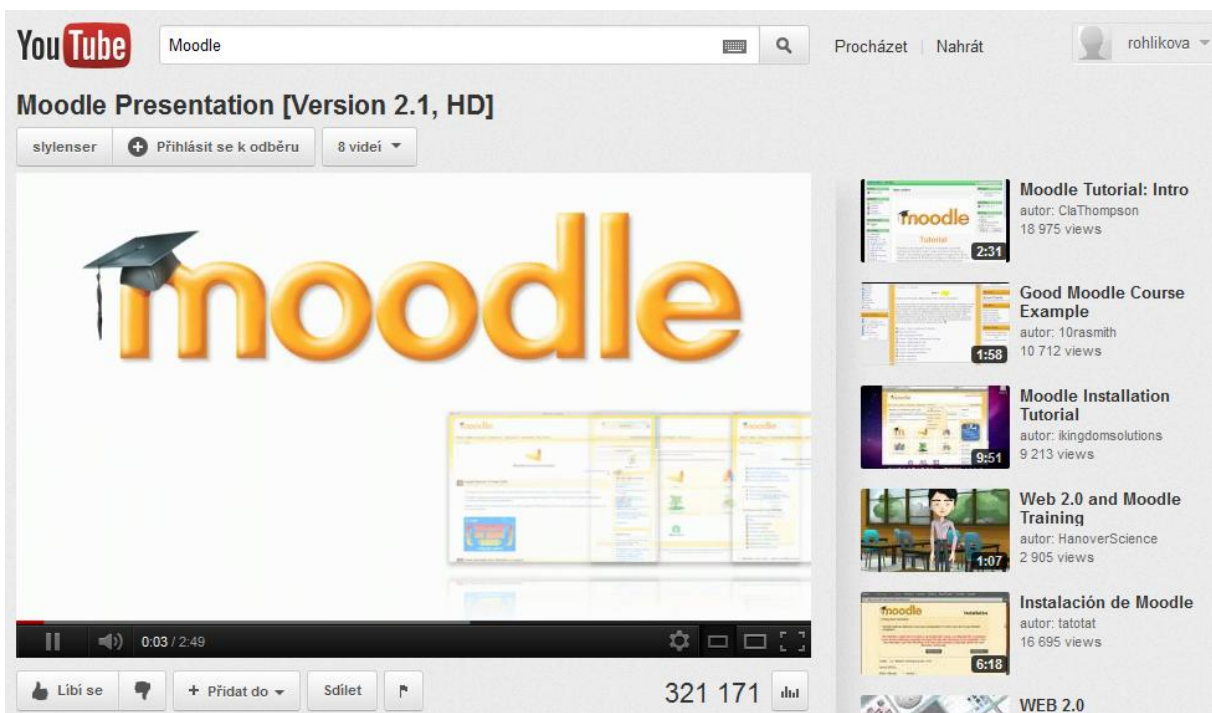 YouTube
Moodle
Procházet | Nahrát
rohlikova
Moodle Presentation [Version 2.1, HD]
slylenser
Přihlásit se k odběru
8 videí
moodle
moodle
Tutorial
2:31
Moodle Tutorial: Intro
autor: ClaThompson
18 975 views
1:58
Good Moodle Course
Example
autor: 10rasmith
10 712 views
9:51
Moodle Installation
Tutorial
autor: ikingdomsolutions
9 213 views
1:07
Web 2.0 and Moodle
Training
autor: HanoverScience
2 905 views
moodle
6:18
Instalación de Moodle
autor: tatotat
16 695 views
WEB 2.0
0:03 / 2:49
Líbí se
+ Přidat do
Sdílet
321 171